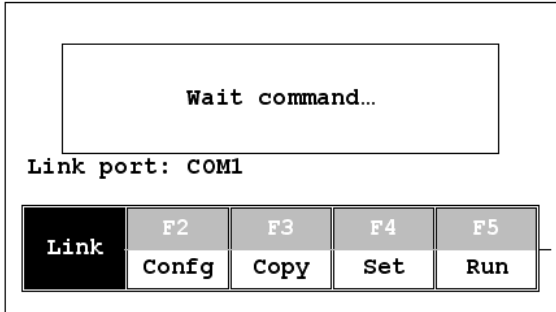 Wait command…
Link port: COM1
Link
F2 F3 F4 F5
Confg Copy Set Run